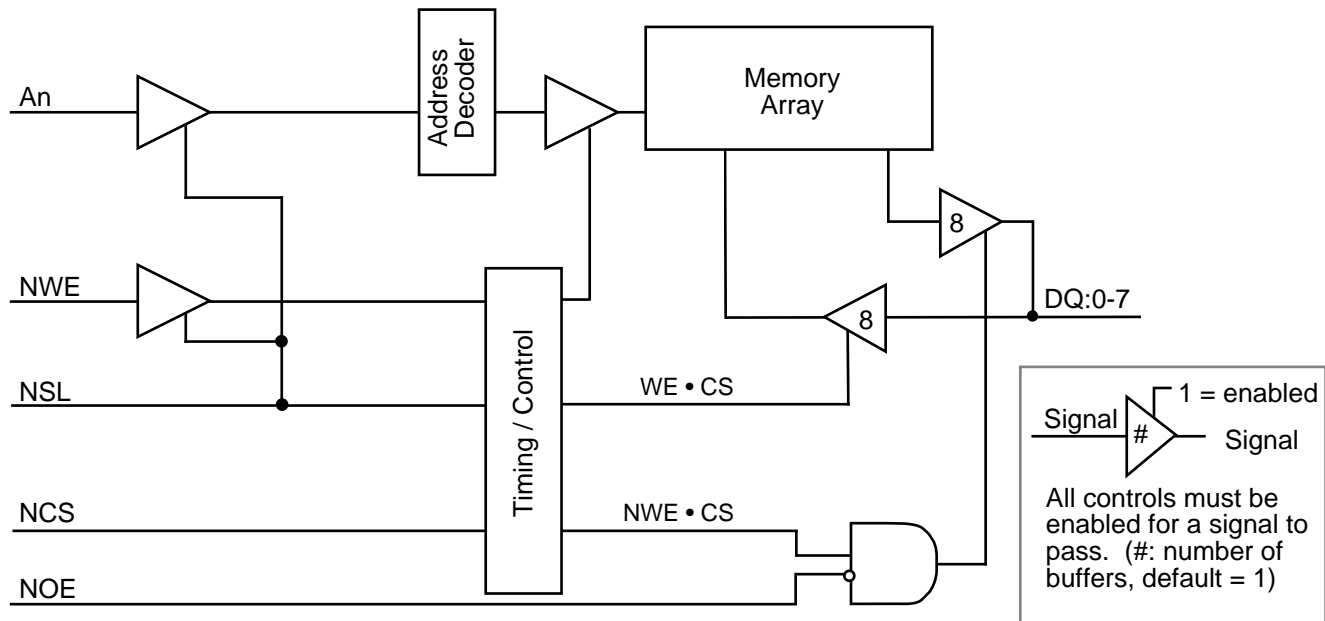 An
Address
Decoder
Memory
Array
8
NWE
DQ:0-7
8
Timing / Control
NSL
WE • CS
1 = enabled
Signal
#
Signal
NCS
NWE • CS
All controls must be
enabled for a signal to
pass. (#: number of
buffers, default = 1)
NOE